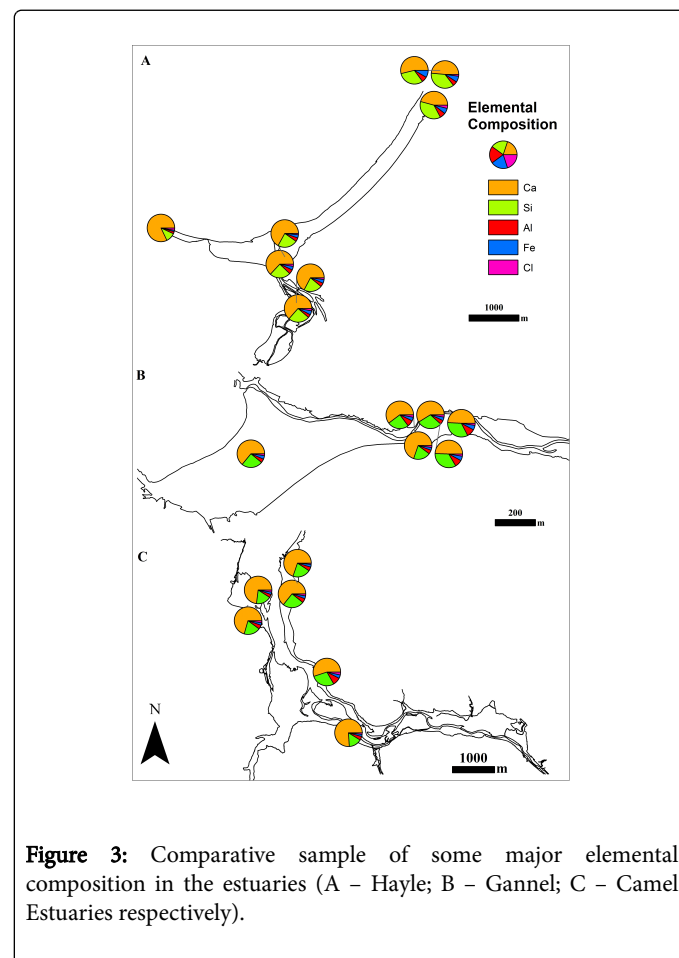 A
Elemental
Composition
Ca
Si
Al
Fe
Cl
1000
m
B
200
m
C
N
1000
m
Figure 3: Comparative sample of some major elemental
composition in the estuaries (A – Hayle; B – Gannel; C – Camel
Estuaries respectively).